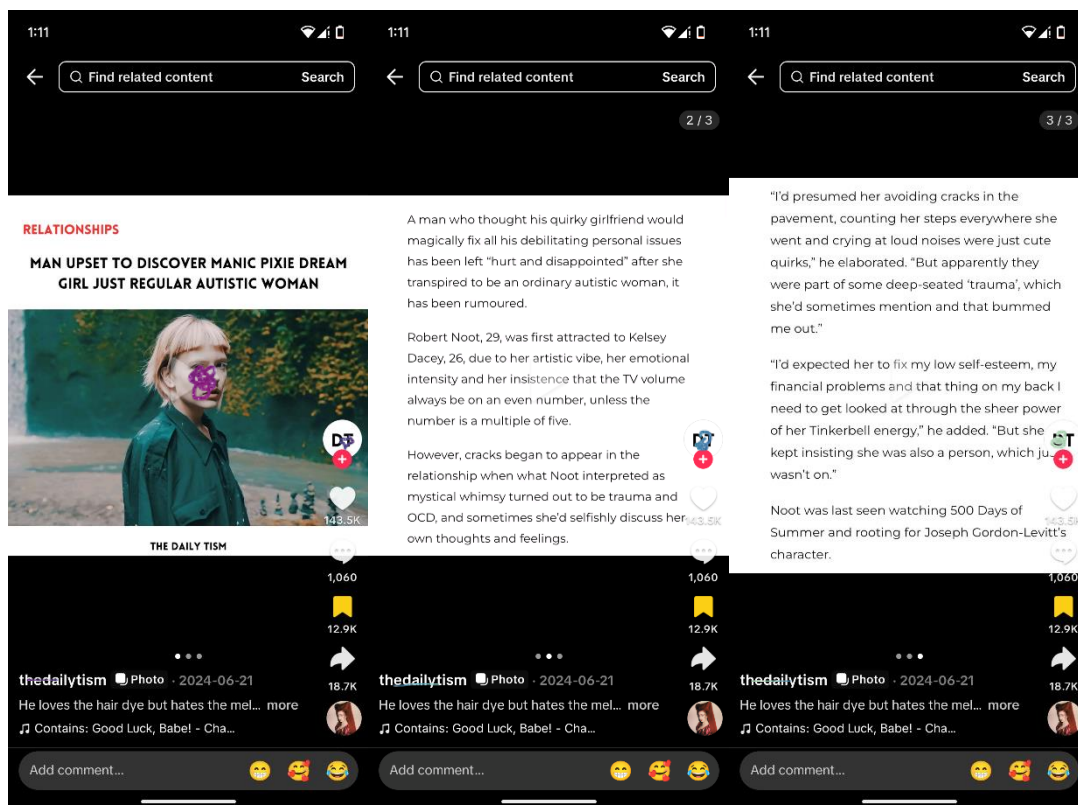 1:11
Find related content
Search
RELATIONSHIPS
MAN UPSET TO DISCOVER MANIC PIXIE DREAM
GIRL JUST REGULAR AUTISTIC WOMAN
DT
143.5K
THE DAILY TISM
1,060
12.9K
18.7K
thedailytism Photo · 2024-06-21
He loves the hair dye but hates the mel... more
Contains: Good Luck, Babe! - Cha...
Add comment...
1:11
Find related content
Search
2 / 3
A man who thought his quirky girlfriend would
magically fix all his debilitating personal issues
has been left “hurt and disappointed” after she
transpired to be an ordinary autistic woman, it
has been rumoured.
Robert Noot, 29, was first attracted to Kelsey
Dacey, 26, due to her artistic vibe, her emotional
intensity and her insistence that the TV volume
always be on an even number, unless the
number is a multiple of five.
However, cracks began to appear in the
relationship when what Noot interpreted as
mystical whimsy turned out to be trauma and
OCD, and sometimes she’d selfishly discuss her
own thoughts and feelings.
DT
143.5K
1,060
12.9K
18.7K
thedailytism Photo · 2024-06-21
He loves the hair dye but hates the mel... more
Contains: Good Luck, Babe! - Cha...
Add comment...
1:11
Find related content
Search
3 / 3
“I’d presumed her avoiding cracks in the
pavement, counting her steps everywhere she
went and crying at loud noises were just cute
quirks,” he elaborated. “But apparently they
were part of some deep-seated ‘trauma’, which
she’d sometimes mention and that bummed
me out.”
“I’d expected her to fix my low self-esteem, my
financial problems and that thing on my back I
need to get looked at through the sheer power
of her Tinkerbell energy,” he added. “But she
kept insisting she was also a person, which ju
wasn’t on.”
Noot was last seen watching 500 Days of
Summer and rooting for Joseph Gordon-Levitt’s
character.
DT
143.5K
1,060
12.9K
18.7K
thedailytism Photo · 2024-06-21
He loves the hair dye but hates the mel... more
Contains: Good Luck, Babe! - Cha...
Add comment...